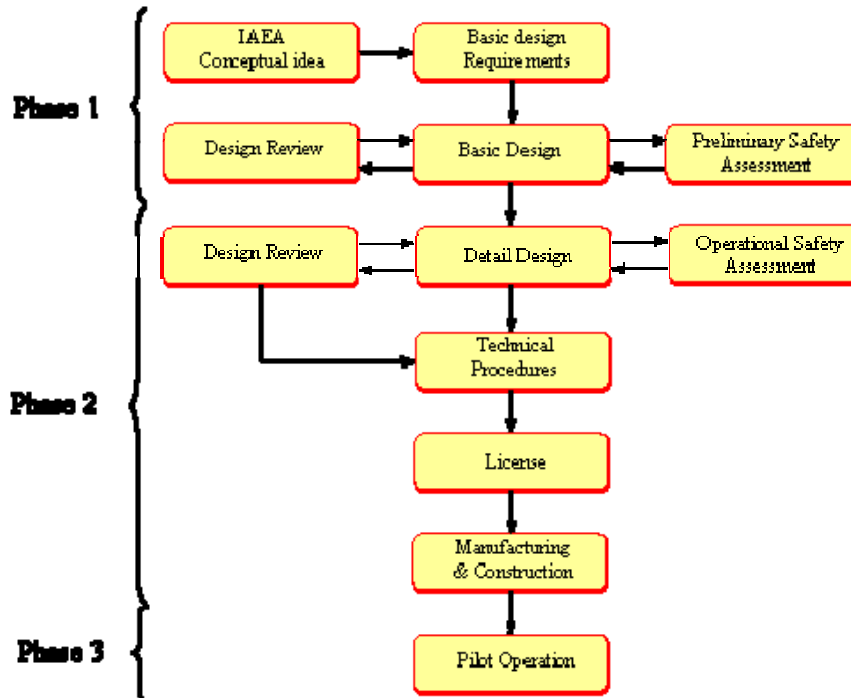 Phase 1
IAEA
Conceptual idea
Basic design
Requirements
Design Review
Basic Design
Preliminary Safety
Assessment
Phase 2
Design Review
Detail Design
Operational Safety
Assessment
Technical
Procedures
License
Manufacturing
& Construction
Phase 3
Pilot Operation